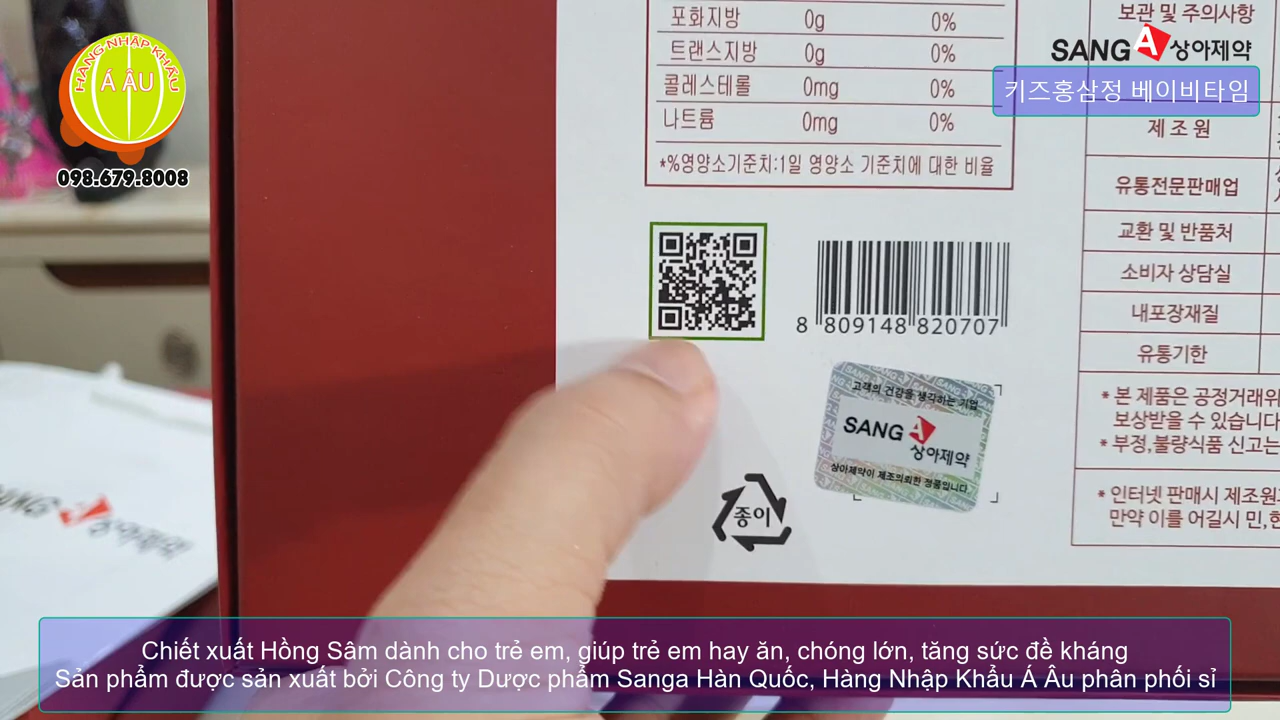 HÀNG NHẬP KHẨU
Á ÂU
098.679.8008
포화지방 0g 0%
트랜스지방 0g 0%
콜레스테롤 0mg 0%
나트륨 0mg 0%
*%영양소기준치:1일 영양소 기준치에 대한 비율
8 809148 820707
고객의 건강을 생각하는 기업
SANG A
상아제약
상아제약이 제조의뢰한 정품입니다.
종이
보관 및 주의사항
SANG A 상아제약
키즈홍삼정 베이비타임
제 조 원
유통전문판매업
교환 및 반품처
소비자 상담실
내포장재질
유통기한
* 본 제품은 공정거래위
보상받을 수 있습니다
* 부정,불량식품 신고는
* 인터넷 판매시 제조원
만약 이를 어길시 민,
상아제약
Chiết xuất Hồng Sâm dành cho trẻ em, giúp trẻ em hay ăn, chóng lớn, tăng sức đề kháng
Sản phẩm được sản xuất bởi Công ty Dược phẩm Sanga Hàn Quốc, Hàng Nhập Khẩu Á Âu phân phối sỉ